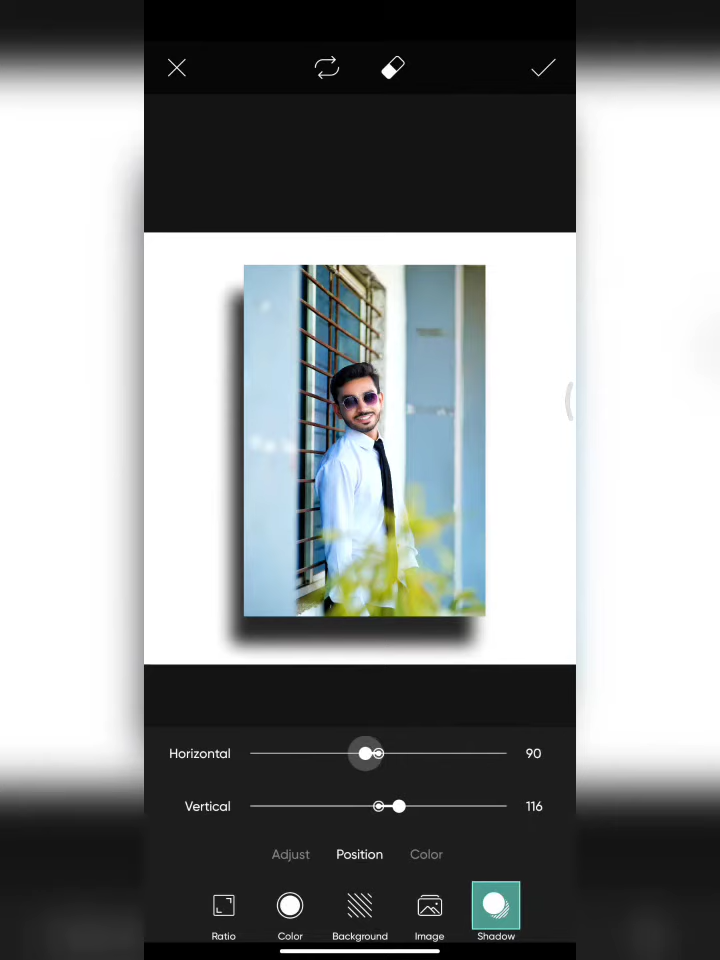 Horizontal 90
Vertical 116
Adjust Position Color
Ratio Color Background Image Shadow